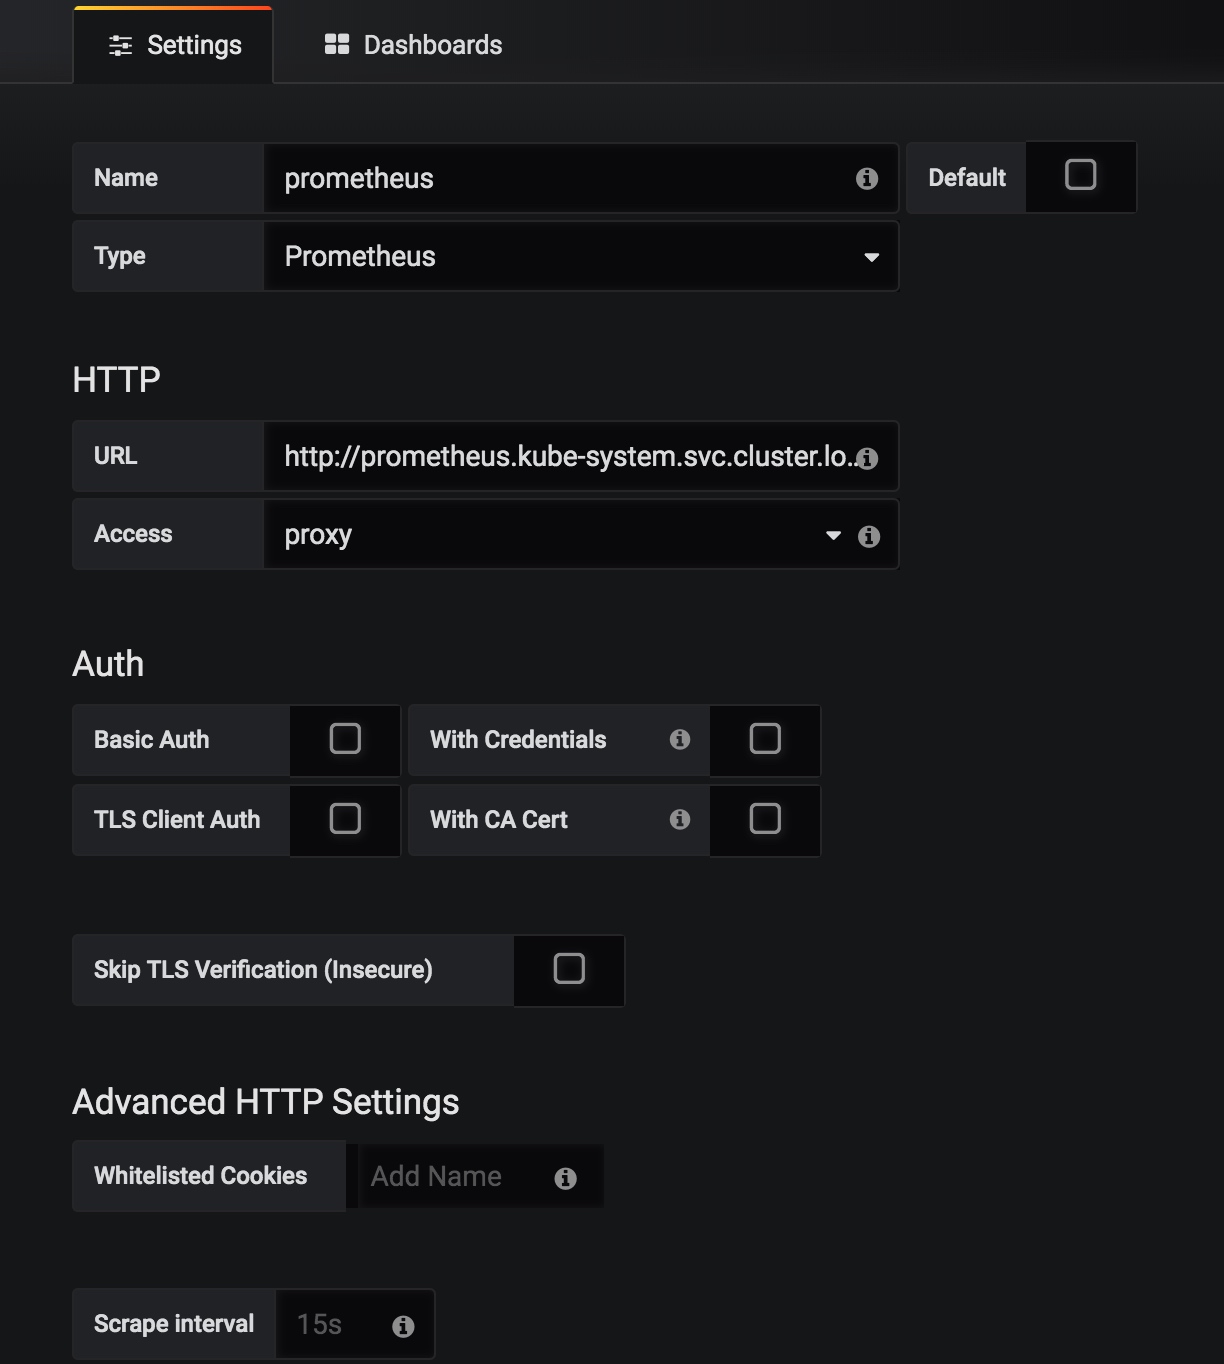 Settings Dashboards
Name prometheus Default
Type Prometheus
HTTP
URL http://prometheus.kube-system.svc.cluster.lo..
Access proxy
Auth
Basic Auth With Credentials
TLS Client Auth With CA Cert
Skip TLS Verification (Insecure)
Advanced HTTP Settings
Whitelisted Cookies Add Name
Scrape interval 15s